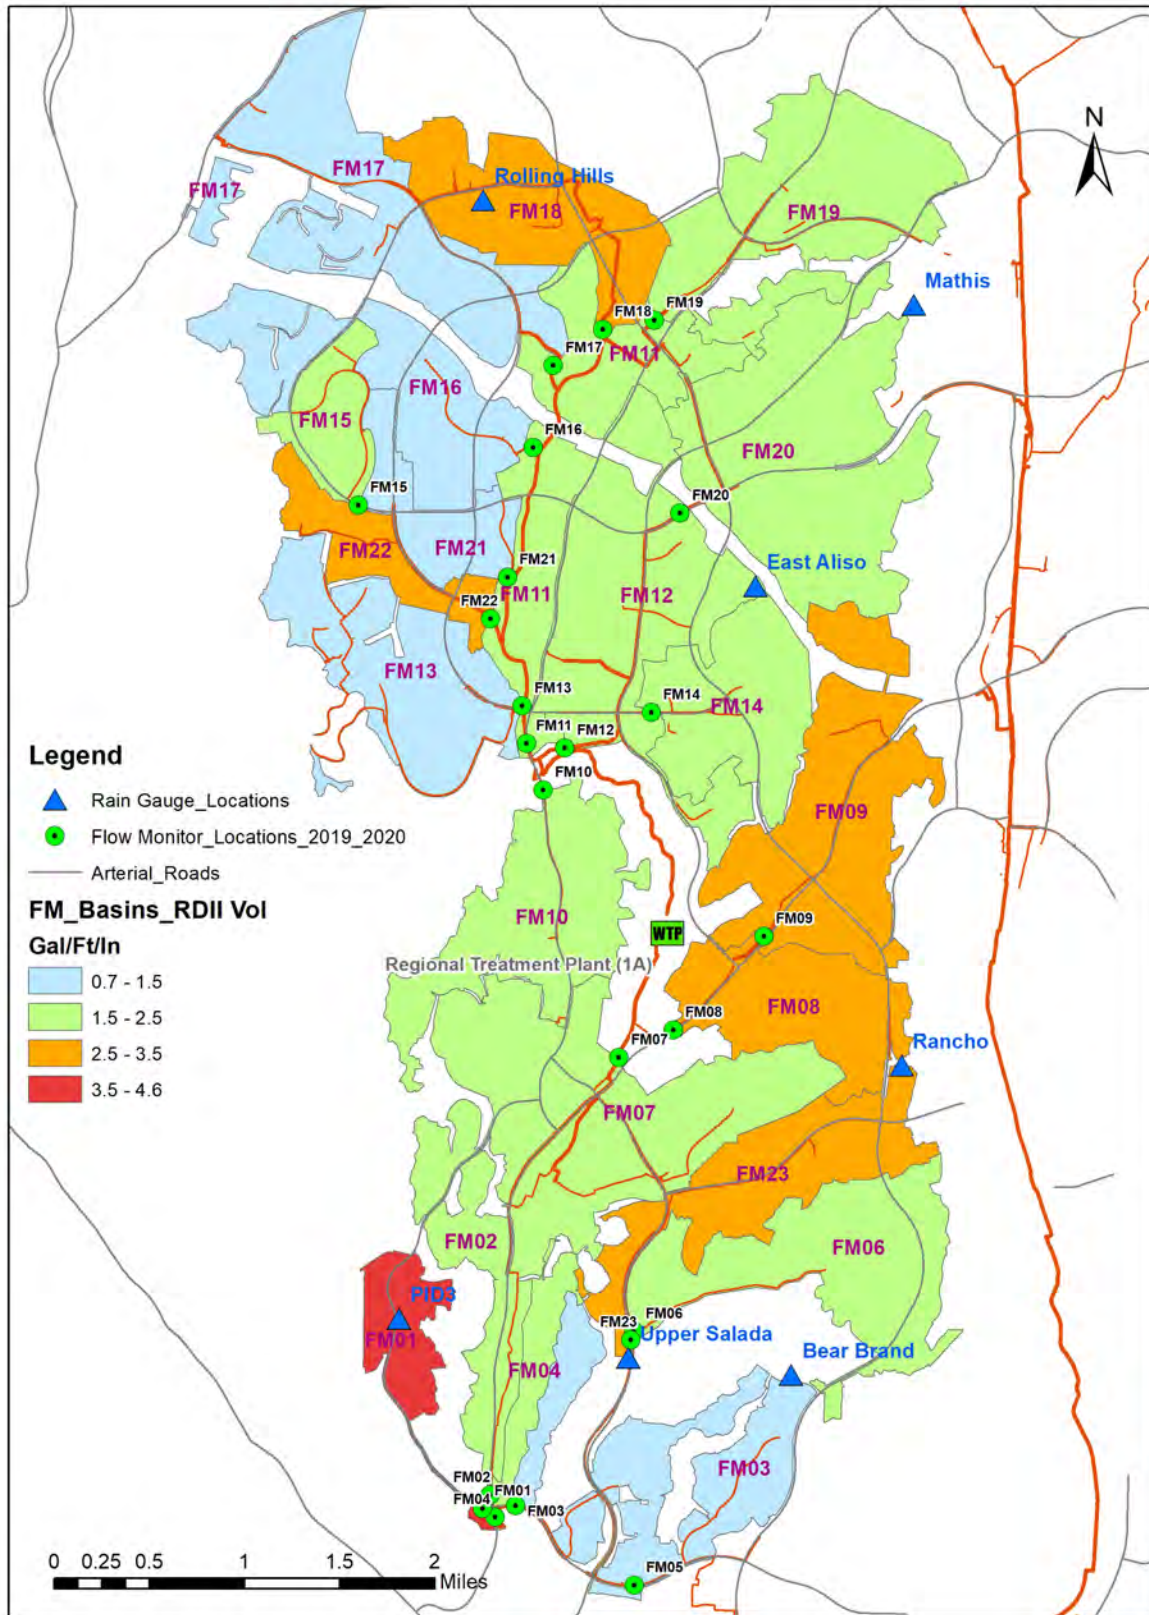 N
FM17
FM17
Rolling Hills
FM18
FM19
Mathis
FM18
FM19
FM11
FM17
FM16
FM15
FM16
FM20
FM15
FM20
FM22
FM21
FM21
East Aliso
FM11
FM12
FM22
FM13
FM13
FM14
FM14
FM11
FM12
FM10
Legend
Rain Gauge_Locations
Flow Monitor_Locations_2019_2020
Arterial_Roads
FM_Basins_RDII Vol
Gal/Ft/In
0.7 - 1.5
1.5 - 2.5
2.5 - 3.5
3.5 - 4.6
FM09
FM10
FM09
WTP
Regional Treatment Plant (1A)
FM08
FM08
FM07
Rancho
FM07
FM23
FM02
FM06
PID3
FM01
FM06
FM23
Upper Salada
FM04
Bear Brand
FM03
FM02
FM01
FM04
FM03
FM05
0 0.25 0.5 1 1.5 2
Miles